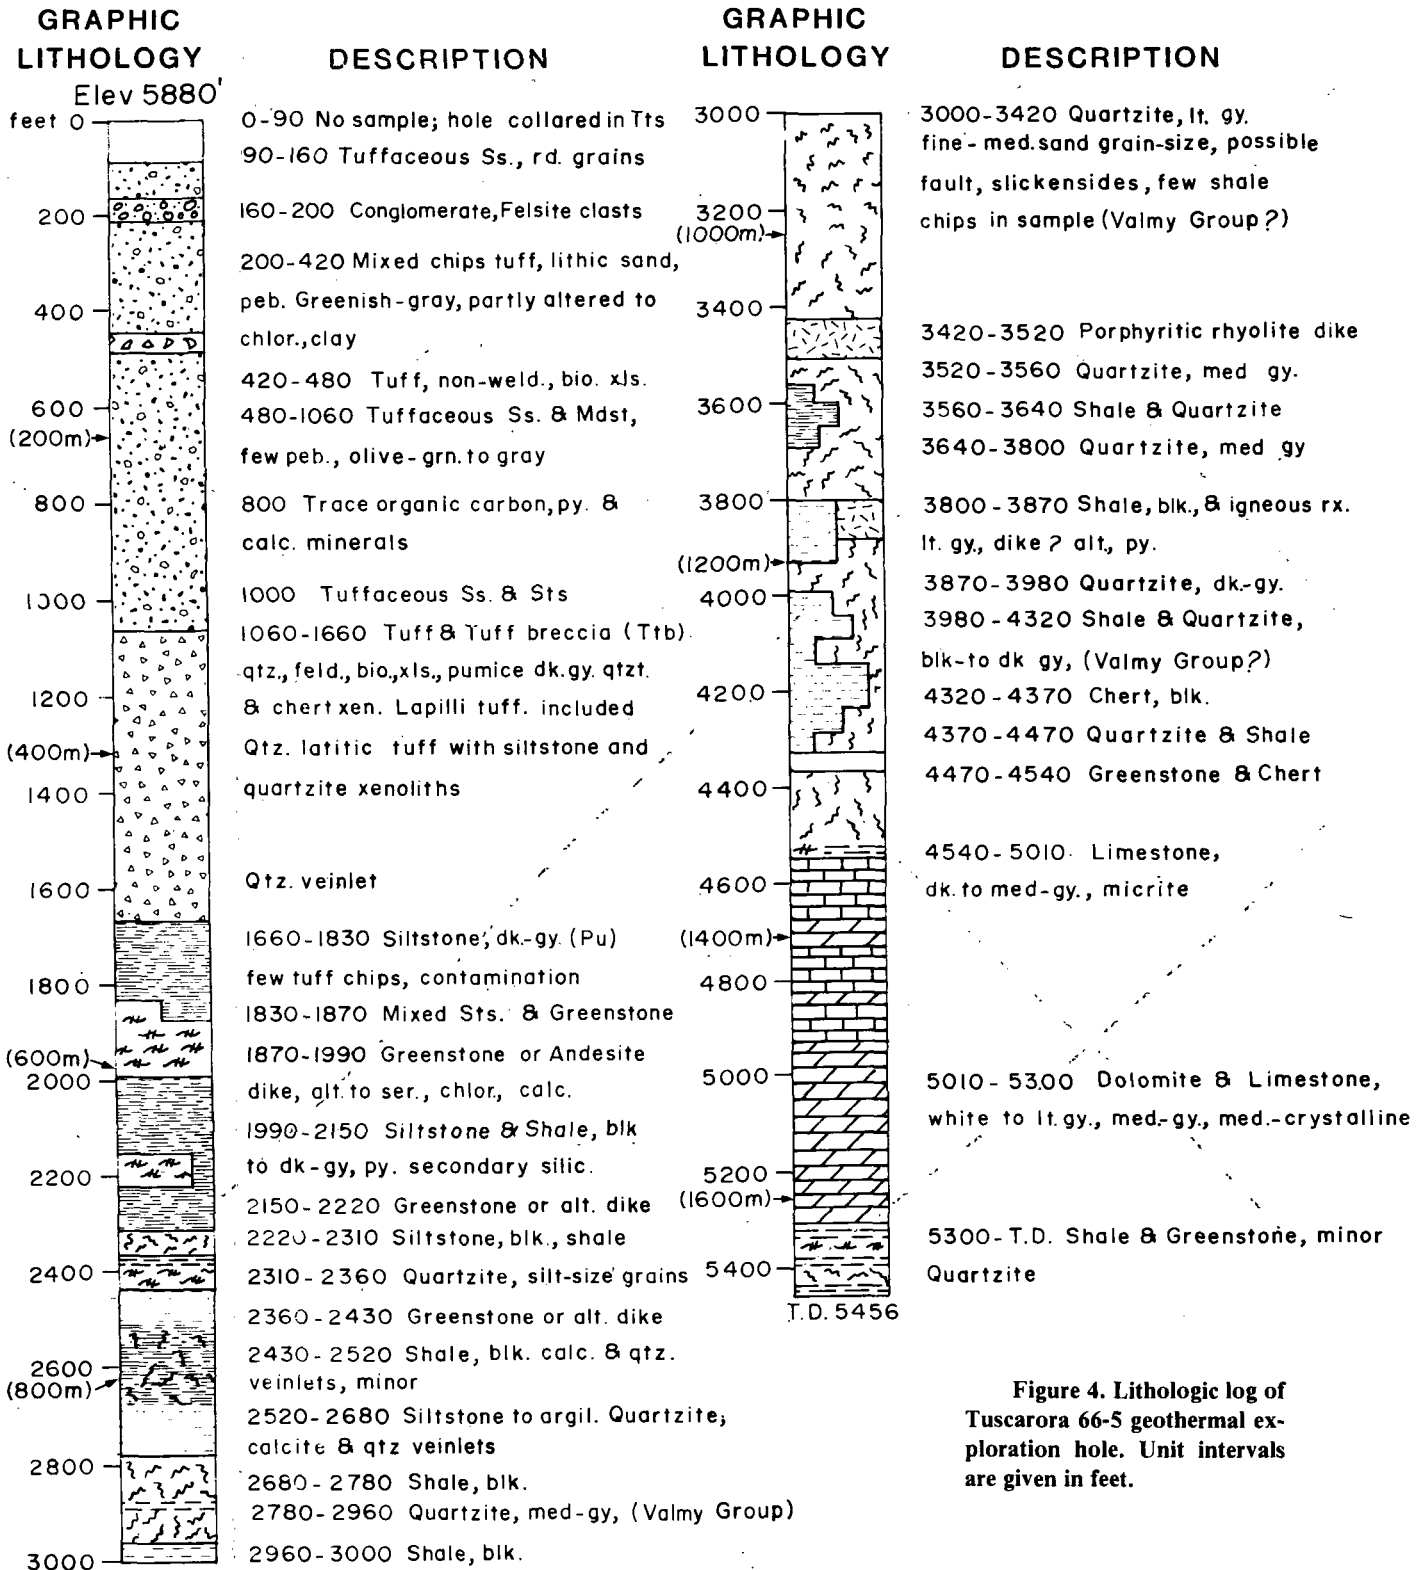 GRAPHIC
LITHOLOGY
DESCRIPTION
Elev 5880'
feet 0
200
400
600
(200m)
800
1000
1200
(400m)
1400
1600
1800
(600m)
2000
2200
2400
2600
(800m)
2800
3000
0-90 No sample; hole collared in Tts
90-160 Tuffaceous Ss., rd. grains
160-200 Conglomerate, Felsite clasts
200-420 Mixed chips tuff, lithic sand,
peb. Greenish-gray, partly altered to
chlor., clay
420-480 Tuff, non-weld., bio. xls.
480-1060 Tuffaceous Ss. & Mdst,
few peb., olive-grn. to gray
800 Trace organic carbon, py. &
calc. minerals
1000 Tuffaceous Ss. & Sts
1060-1660 Tuff & Tuff breccia (Ttb)
qtz., feld., bio., xls., pumice dk. gy. qtzt.
& chert xen. Lapilli tuff. included
Qtz. latitic tuff with siltstone and
quartzite xenoliths
Qtz. veinlet
1660-1830 Siltstone, dk.-gy. (Pu)
few tuff chips, contamination
1830-1870 Mixed Sts. & Greenstone
1870-1990 Greenstone or Andesite
dike, alt. to ser., chlor., calc.
1990-2150 Siltstone & Shale, blk
to dk-gy, py. secondary silic.
2150-2220 Greenstone or alt. dike
2220-2310 Siltstone, blk., shale
2310-2360 Quartzite, silt-size grains
2360-2430 Greenstone or alt. dike
2430-2520 Shale, blk. calc. & qtz.
veinlets, minor
2520-2680 Siltstone to argil. Quartzite;
calcite & qtz veinlets
2680-2780 Shale, blk.
2780-2960 Quartzite, med-gy, (Valmy Group)
2960-3000 Shale, blk.
GRAPHIC
LITHOLOGY
DESCRIPTION
3000
3200
(1000m)
3400
3600
3800
(1200m)
4000
4200
4400
4600
(1400m)
4800
5000
5200
(1600m)
5400
T.D. 5456
3000-3420 Quartzite, lt. gy.
fine-med. sand grain-size, possible
fault, slickensides, few shale
chips in sample (Valmy Group?)
3420-3520 Porphyritic rhyolite dike
3520-3560 Quartzite, med gy.
3560-3640 Shale & Quartzite
3640-3800 Quartzite, med gy
3800-3870 Shale, blk., & igneous rx.
lt. gy., dike? alt., py.
3870-3980 Quartzite, dk.-gy.
3980-4320 Shale & Quartzite,
blk-to dk gy, (Valmy Group?)
4320-4370 Chert, blk.
4370-4470 Quartzite & Shale
4470-4540 Greenstone & Chert
4540-5010 Limestone,
dk. to med-gy., micrite
5010-5300 Dolomite & Limestone,
white to lt. gy., med.-gy., med.-crystalline
5300-T.D. Shale & Greenstone, minor
Quartzite
Figure 4. Lithologic log of
Tuscarora 66-5 geothermal ex-
ploration hole. Unit intervals
are given in feet.